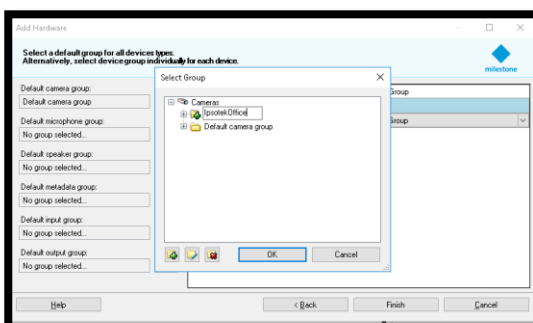 Add Hardware
Select a default group for all devices types.
Alternatively, select device group individually for each device.
milestone
Default camera group:
Default camera group
Default microphone group:
No group selected...
Default speaker group:
No group selected...
Default metadata group:
No group selected...
Default input group:
No group selected...
Default output group:
No group selected...
Select Group
Cameras
IpsotekOffice
Default camera group
OK
Cancel
Group
Group
Help
< Back
Finish
Cancel